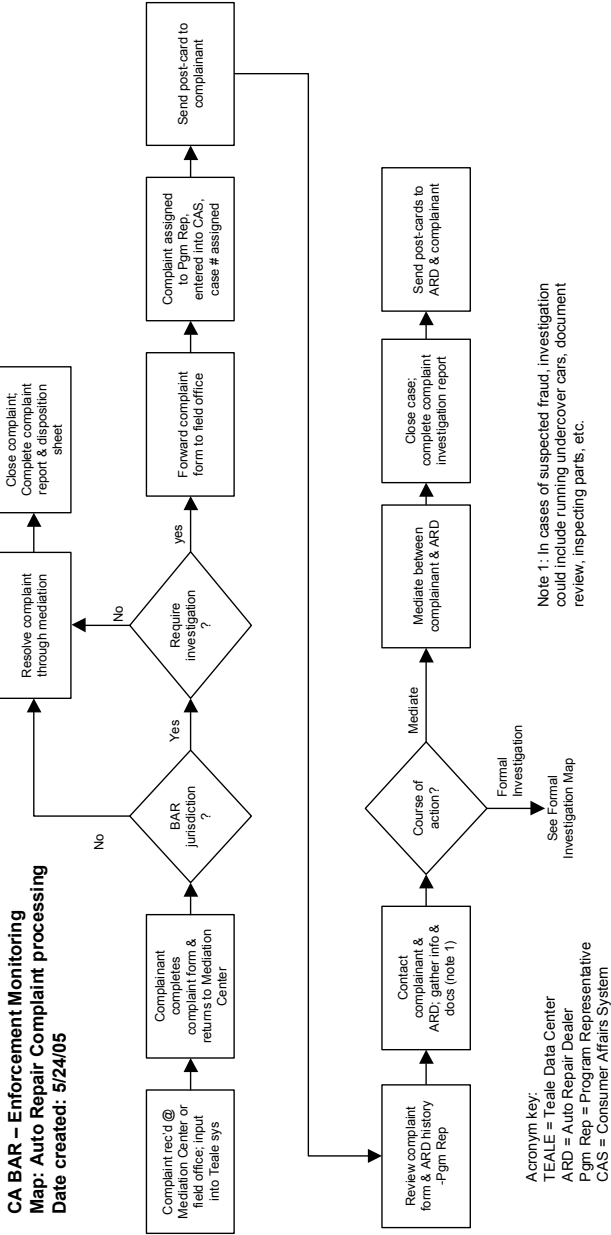 CA BAR – Enforcement Monitoring
Map: Auto Repair Complaint processing
Date created: 5/24/05
Complaint rec'd @
Mediation Center or
field office; input
into Teale sys
Complainant
completes
complaint form &
returns to Mediation
Center
BAR
jurisdiction
?
No
Yes
Resolve complaint
through mediation
Close complaint;
Complete complaint
report & disposition
sheet
Require
investigation
?
No
yes
Forward complaint
form to field office
Complaint assigned
to Pgm Rep,
entered into CAS,
case # assigned
Send post-card to
complainant
Review complaint
form & ARD history
-Pgm Rep
Contact
complainant &
ARD; gather info &
docs (note 1)
Course of
action?
Mediate
Formal
Investigation
See Formal
Investigation Map
Mediate between
complainant & ARD
Close case;
complete complaint
investigation report
Send post-cards to
ARD & complainant
Acronym key:
TEALE = Teale Data Center
ARD = Auto Repair Dealer
Pgm Rep = Program Representative
CAS = Consumer Affairs System
Note 1: In cases of suspected fraud, investigation
could include running undercover cars, document
review, inspecting parts, etc.